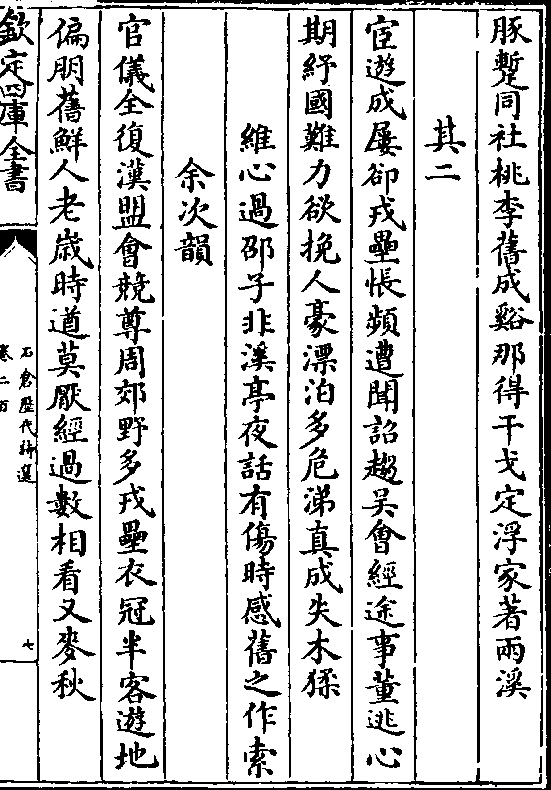 豚蹔同社桃李舊成谿那得干戈定浮家著兩溪
其二
宦遊成屢卻戎壘悵頻遭聞詔趨吴會經途事董逃心
期紓國難力欲挽人豪漂泊多危涕真成失木猱
維心過邵子非溪亭夜話有傷時感舊之作索
余次韻
官儀全復漢盟會競尊周郊野多戎壘衣冠半客遊地
偏朋舊鮮人老歲時遒莫厭經過數相看又麥秋
欽定四庫全書
石倉歷代詩選
卷二百
七